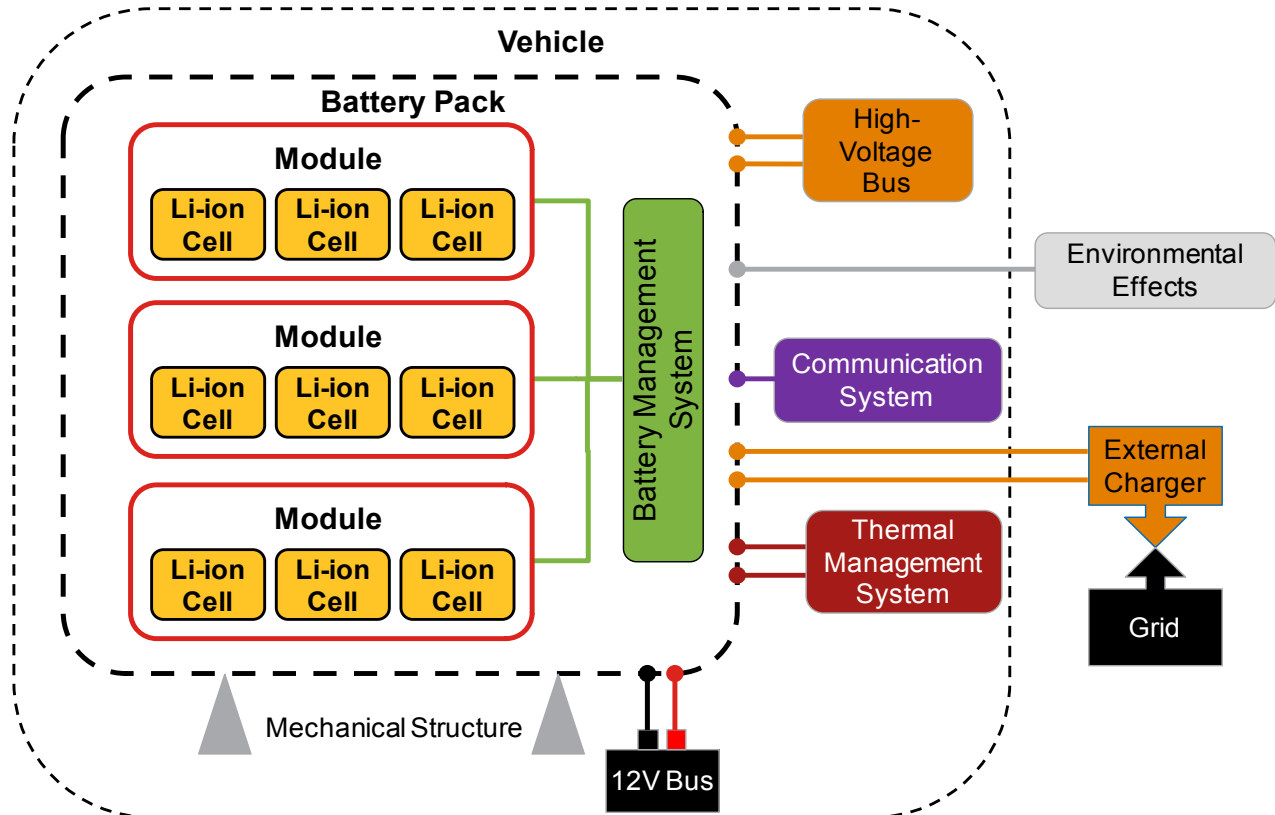 Vehicle
Battery Pack
Module
Li-ion
Cell
Li-ion
Cell
Li-ion
Cell
Module
Li-ion
Cell
Li-ion
Cell
Li-ion
Cell
Module
Li-ion
Cell
Li-ion
Cell
Li-ion
Cell
Battery Management
System
High-
Voltage
Bus
Environmental
Effects
Communication
System
External
Charger
Thermal
Management
System
Grid
Mechanical Structure
12V Bus